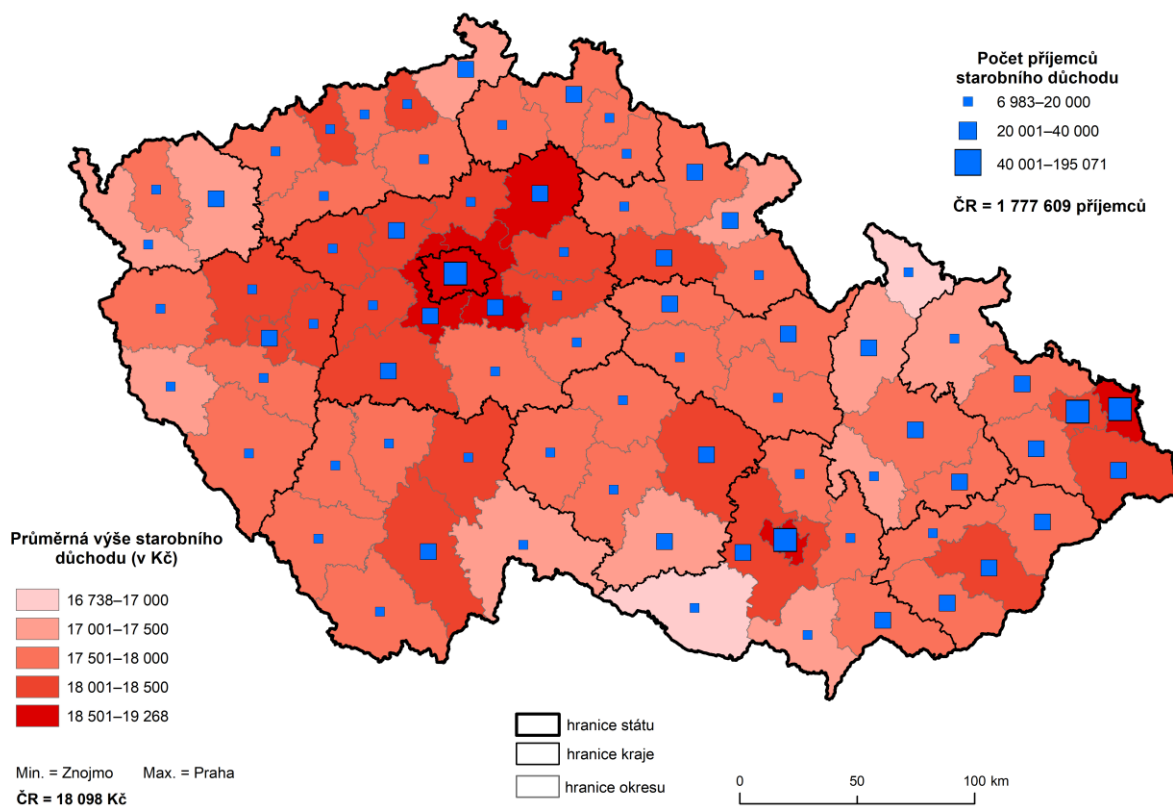 Počet příjemců
starobního důchodu
6 983–20 000
20 001–40 000
40 001–195 071
ČR = 1 777 609 příjemců
Průměrná výše starobního
důchodu (v Kč)
16 738–17 000
17 001–17 500
17 501–18 000
18 001–18 500
18 501–19 268
Min. = Znojmo Max. = Praha
ČR = 18 098 Kč
hranice státu
hranice kraje
hranice okresu
0 50 100 km